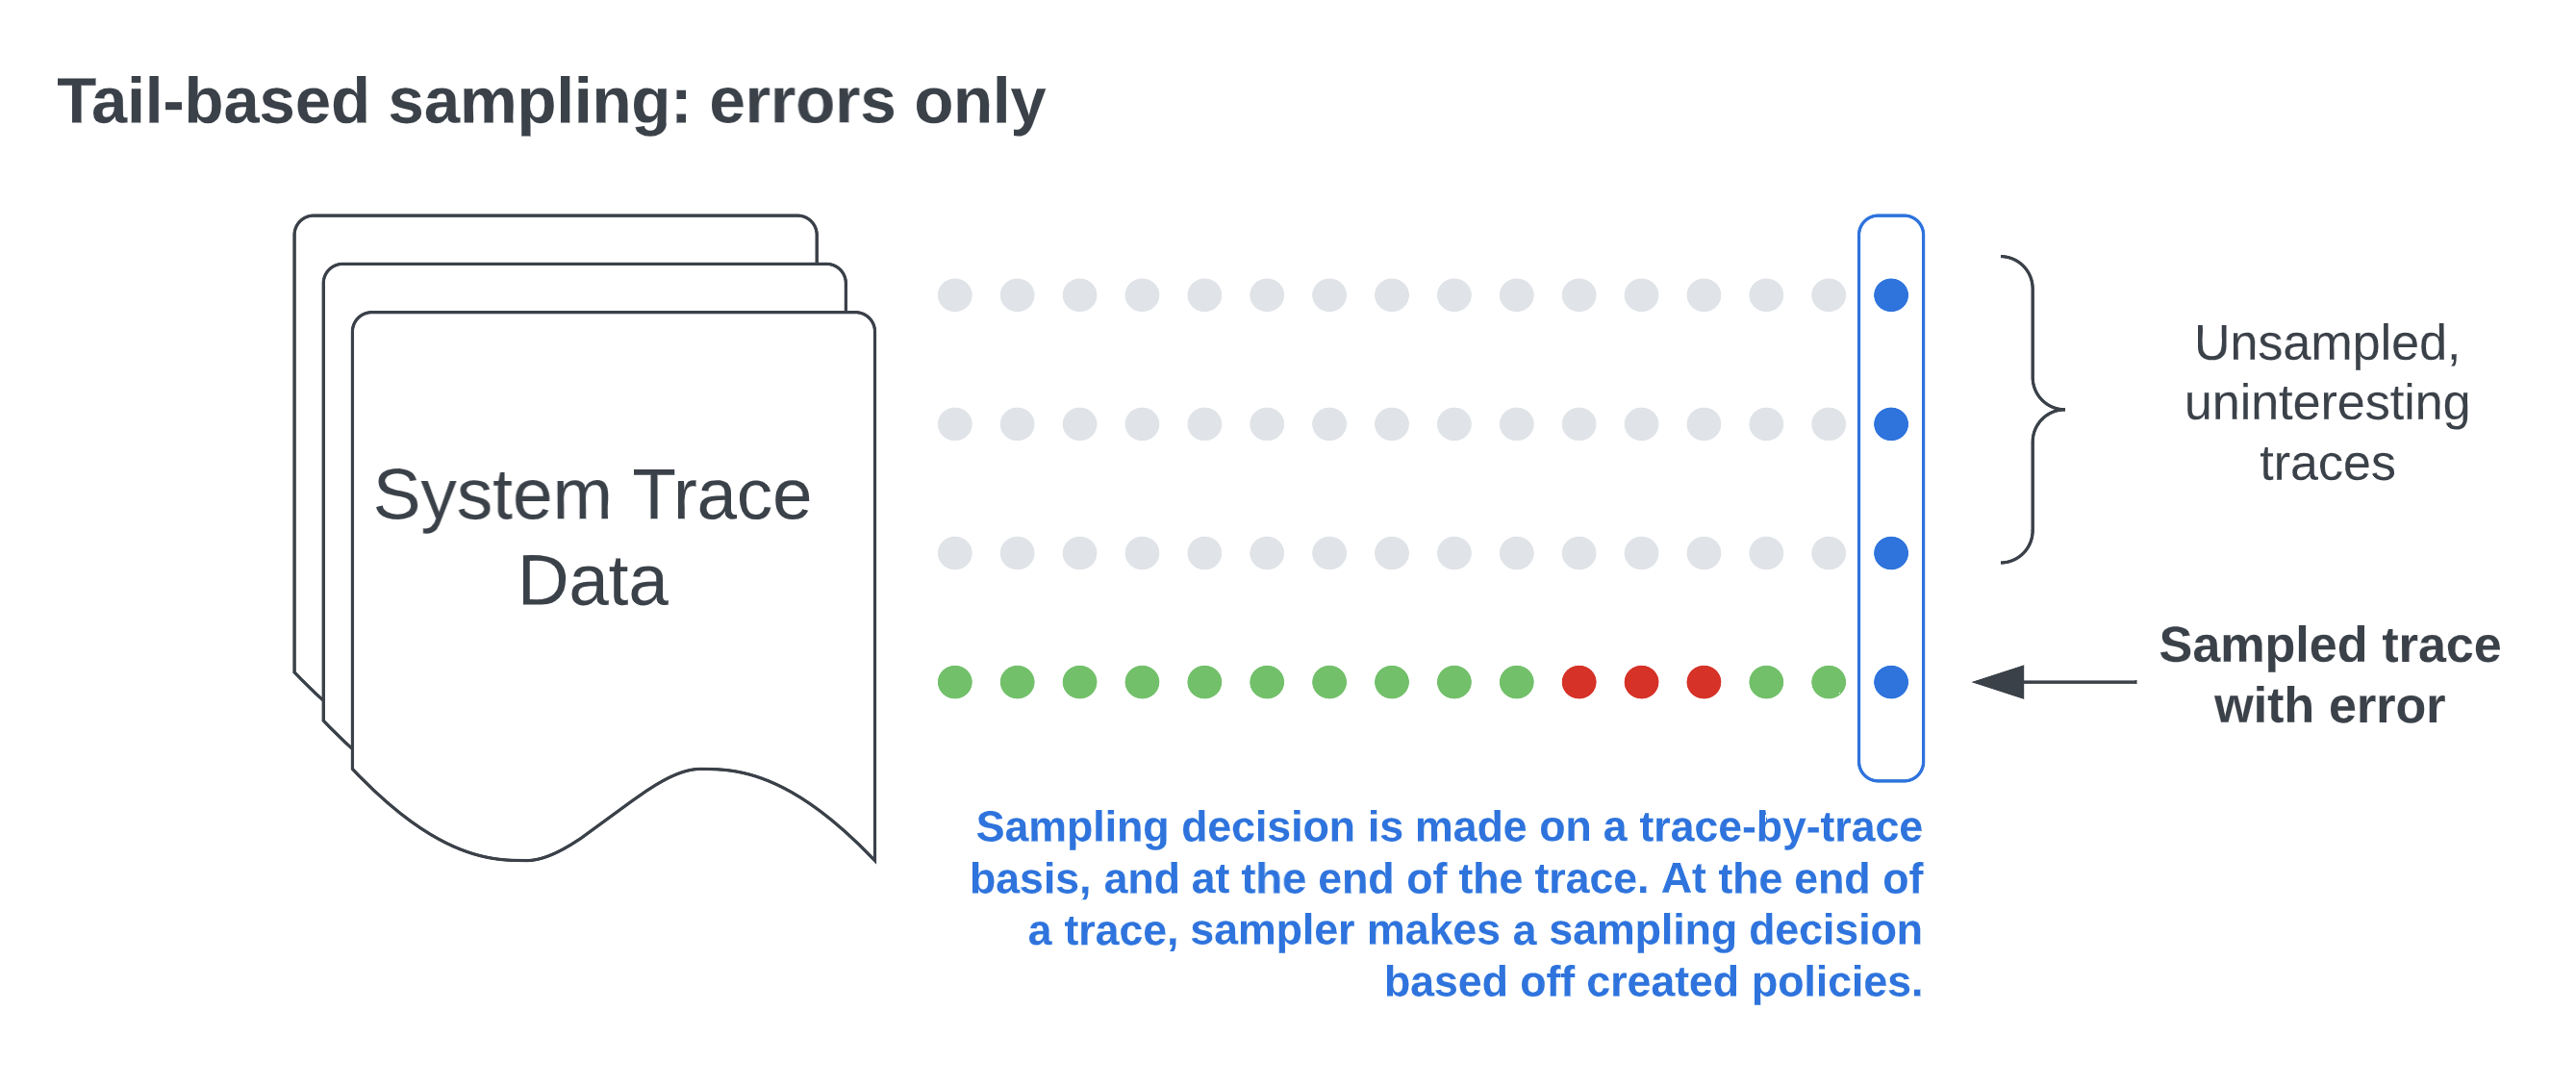 Tail-based sampling: errors only
System Trace
Data
Unsampled,
uninteresting
traces
Sampled trace
with error
Sampling decision is made on a trace-by-trace
basis, and at the end of the trace. At the end of
a trace, sampler makes a sampling decision
based off created policies.